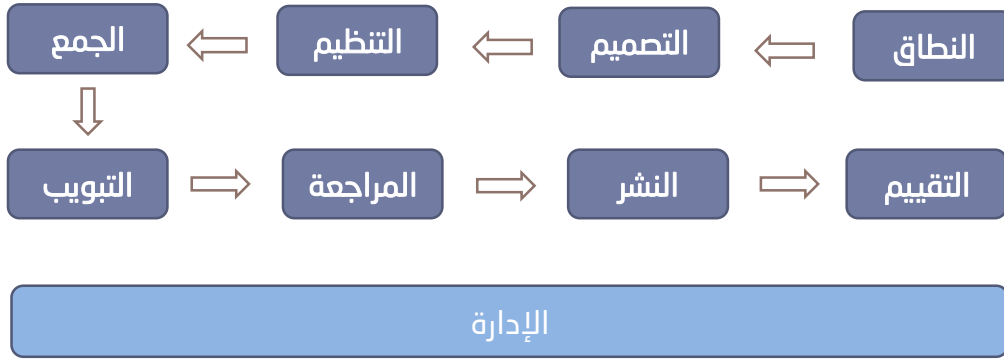 النطاق
التصميم
التنظيم
الجمع
التبويب
المراجعة
النشر
التقييم
الإدارة